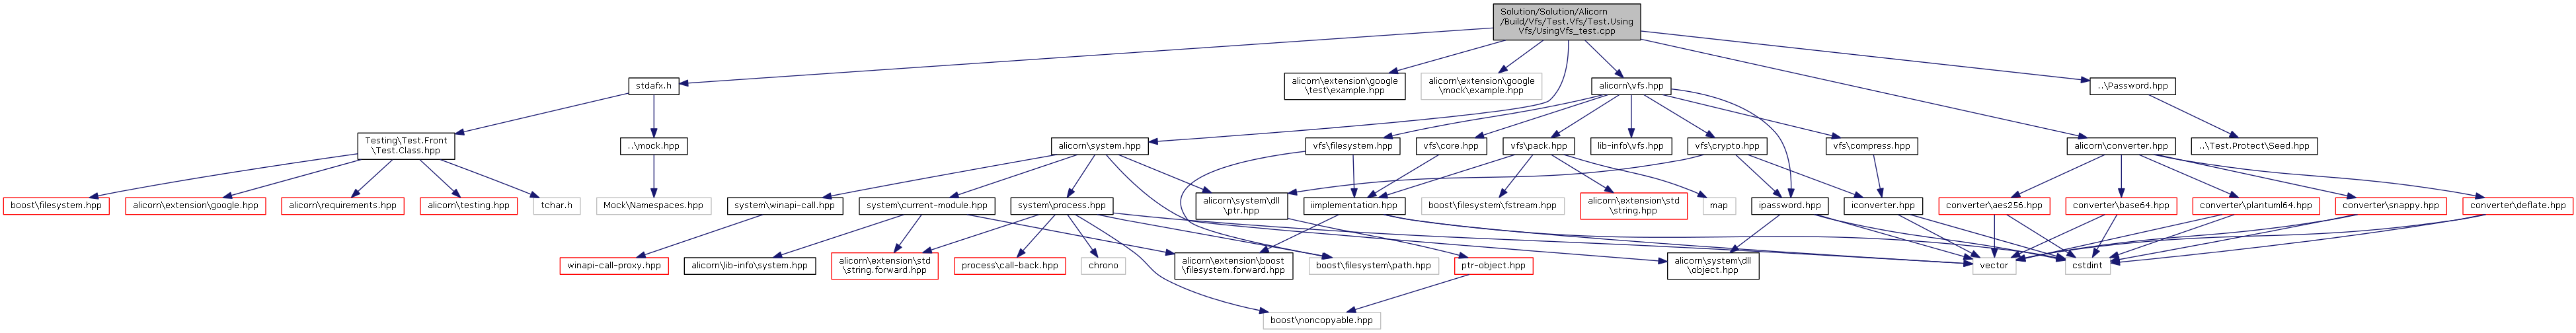 Solution/Solution/Alicorn
/Build/Vfs/Test.Vfs/Test.Using
Vfs/UsingVfs_test.cpp
stdafx.h
alicorn\extension\google
\test\example.hpp
alicorn\extension\google
\mock\example.hpp
alicorn\vfs.hpp
..\Password.hpp
Testing\Test.Front
\Test.Class.hpp
..\mock.hpp
alicorn\system.hpp
vfs\filesystem.hpp
vfs\core.hpp
vfs\pack.hpp
lib-info\vfs.hpp
vfs\crypto.hpp
vfs\compress.hpp
alicorn\converter.hpp
..\Test.Protect\Seed.hpp
boost\filesystem.hpp
alicorn\extension\google.hpp
alicorn\requirements.hpp
alicorn\testing.hpp
tchar.h
Mock\Namespaces.hpp
system\winapi-call.hpp
system\current-module.hpp
system\process.hpp
alicorn\system\dll
\ptr.hpp
iimplementation.hpp
boost\filesystem\fstream.hpp
alicorn\extension\std
\string.hpp
map
ipassword.hpp
iconverter.hpp
converter\aes256.hpp
converter\base64.hpp
converter\plantuml64.hpp
converter\snappy.hpp
converter\deflate.hpp
winapi-call-proxy.hpp
alicorn\lib-info\system.hpp
alicorn\extension\std
\string.forward.hpp
process\call-back.hpp
chrono
alicorn\extension\boost
\filesystem.forward.hpp
boost\filesystem\path.hpp
ptr-object.hpp
alicorn\system\dll
\object.hpp
vector
cstdint
boost\noncopyable.hpp